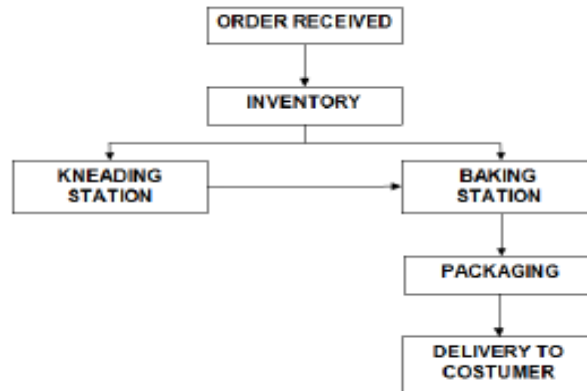 ORDER RECEIVED
INVENTORY
KNEADING
STATION
BAKING
STATION
PACKAGING
DELIVERY TO
COSTUMER